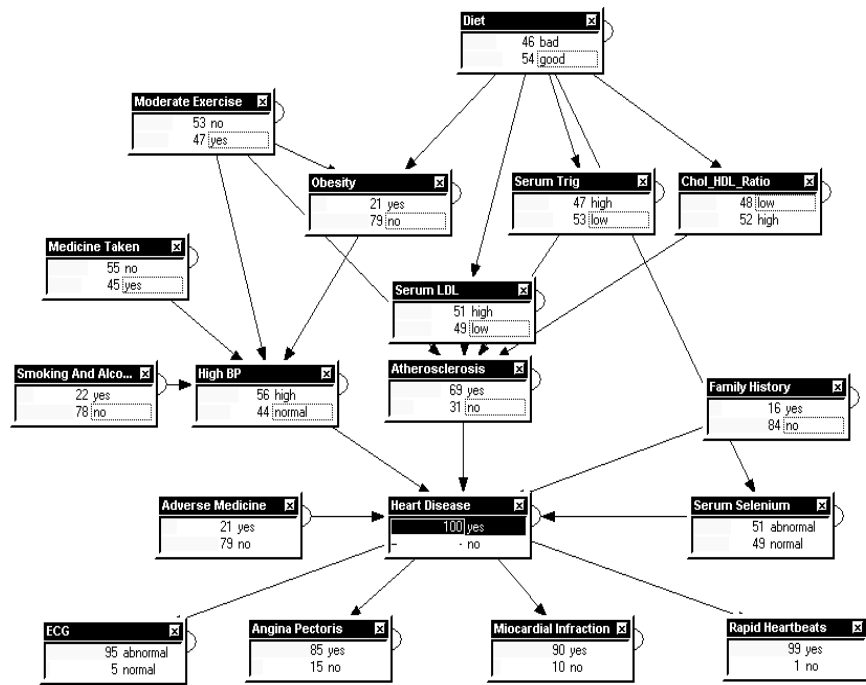 Diet
46 bad
54 good
Moderate Exercise
53 no
47 yes
Obesity
21 yes
79 no
Serum Trig
47 high
53 low
Chol_HDL_Ratio
48 low
52 high
Medicine Taken
55 no
45 yes
Serum LDL
51 high
49 low
Smoking And Alco...
22 yes
78 no
High BP
56 high
44 normal
Atherosclerosis
69 yes
31 no
Family History
16 yes
84 no
Adverse Medicine
21 yes
79 no
Heart Disease
100 yes
- no
Serum Selenium
51 abnormal
49 normal
ECG
95 abnormal
5 normal
Angina Pectoris
85 yes
15 no
Miocardial Infraction
90 yes
10 no
Rapid Heartbeats
99 yes
1 no